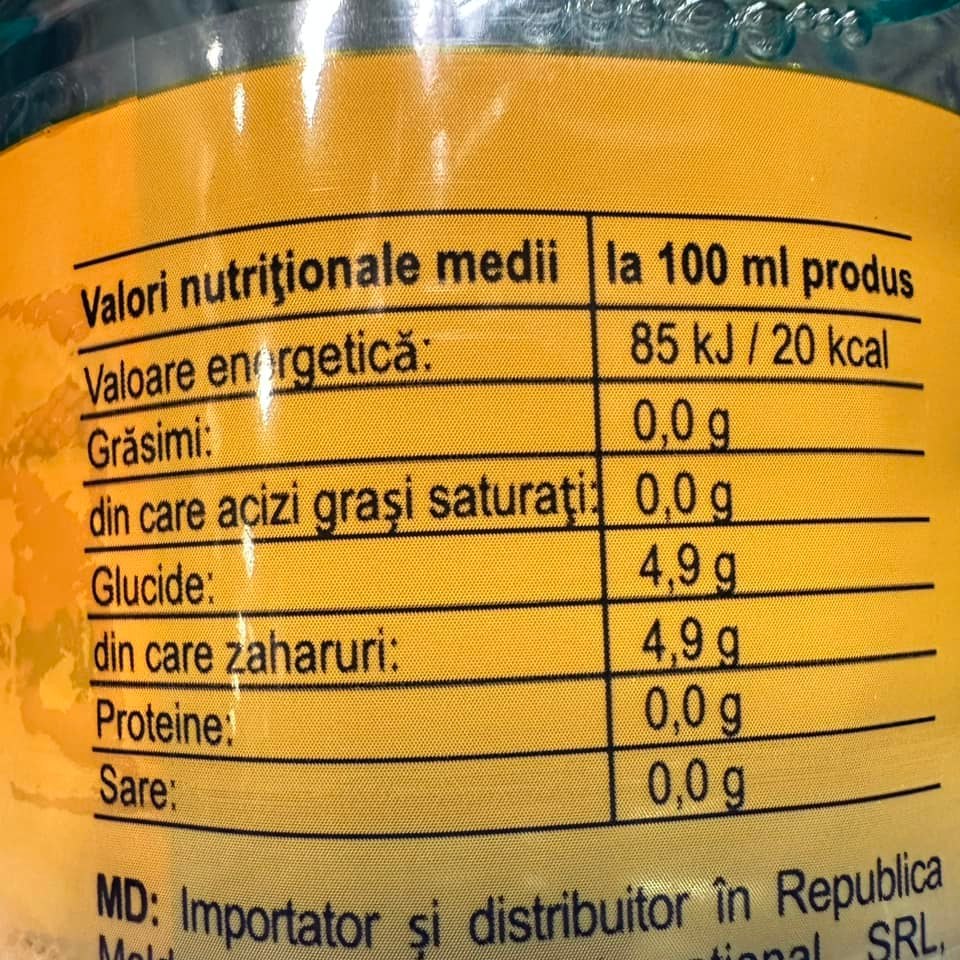 Valori nutriţionale medii la 100 ml produs
Valoare energetică: 85 kJ / 20 kcal
Grăsimi: 0,0 g
din care acizi graşi saturaţi: 0,0 g
Glucide: 4,9 g
din care zaharuri: 4,9 g
Proteine: 0,0 g
Sare: 0,0 g
MD: Importator şi distribuitor în Republica
SRL,